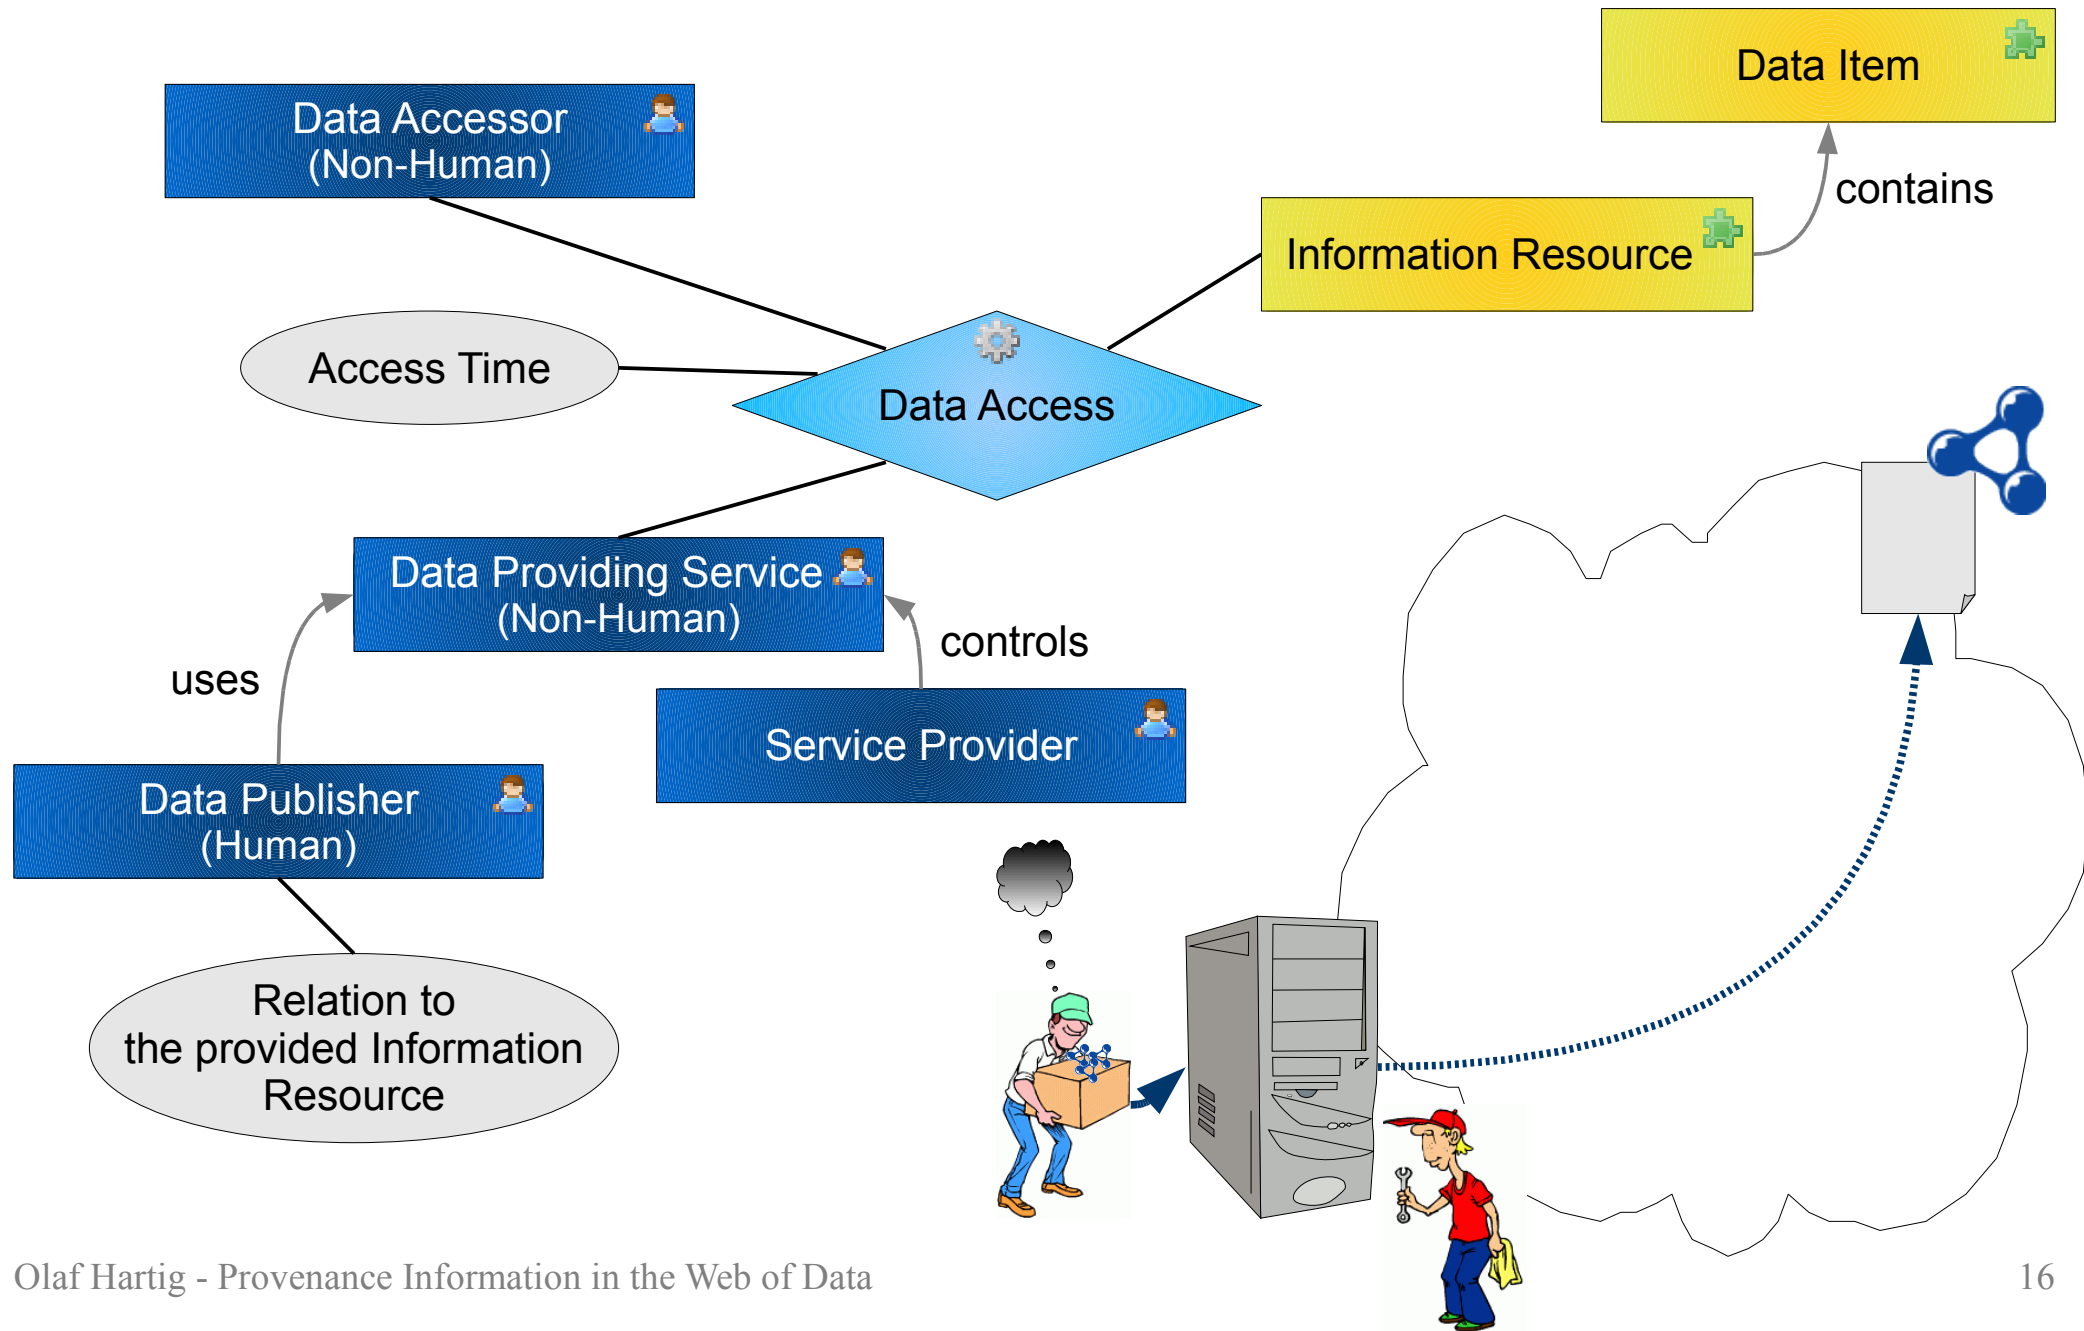 Data Item
Data Accessor
(Non-Human)
contains
Information Resource
Access Time
Data Access
Data Providing Service
(Non-Human)
controls
uses
Service Provider
Data Publisher
(Human)
Relation to
the provided Information
Resource
Olaf Hartig - Provenance Information in the Web of Data
16